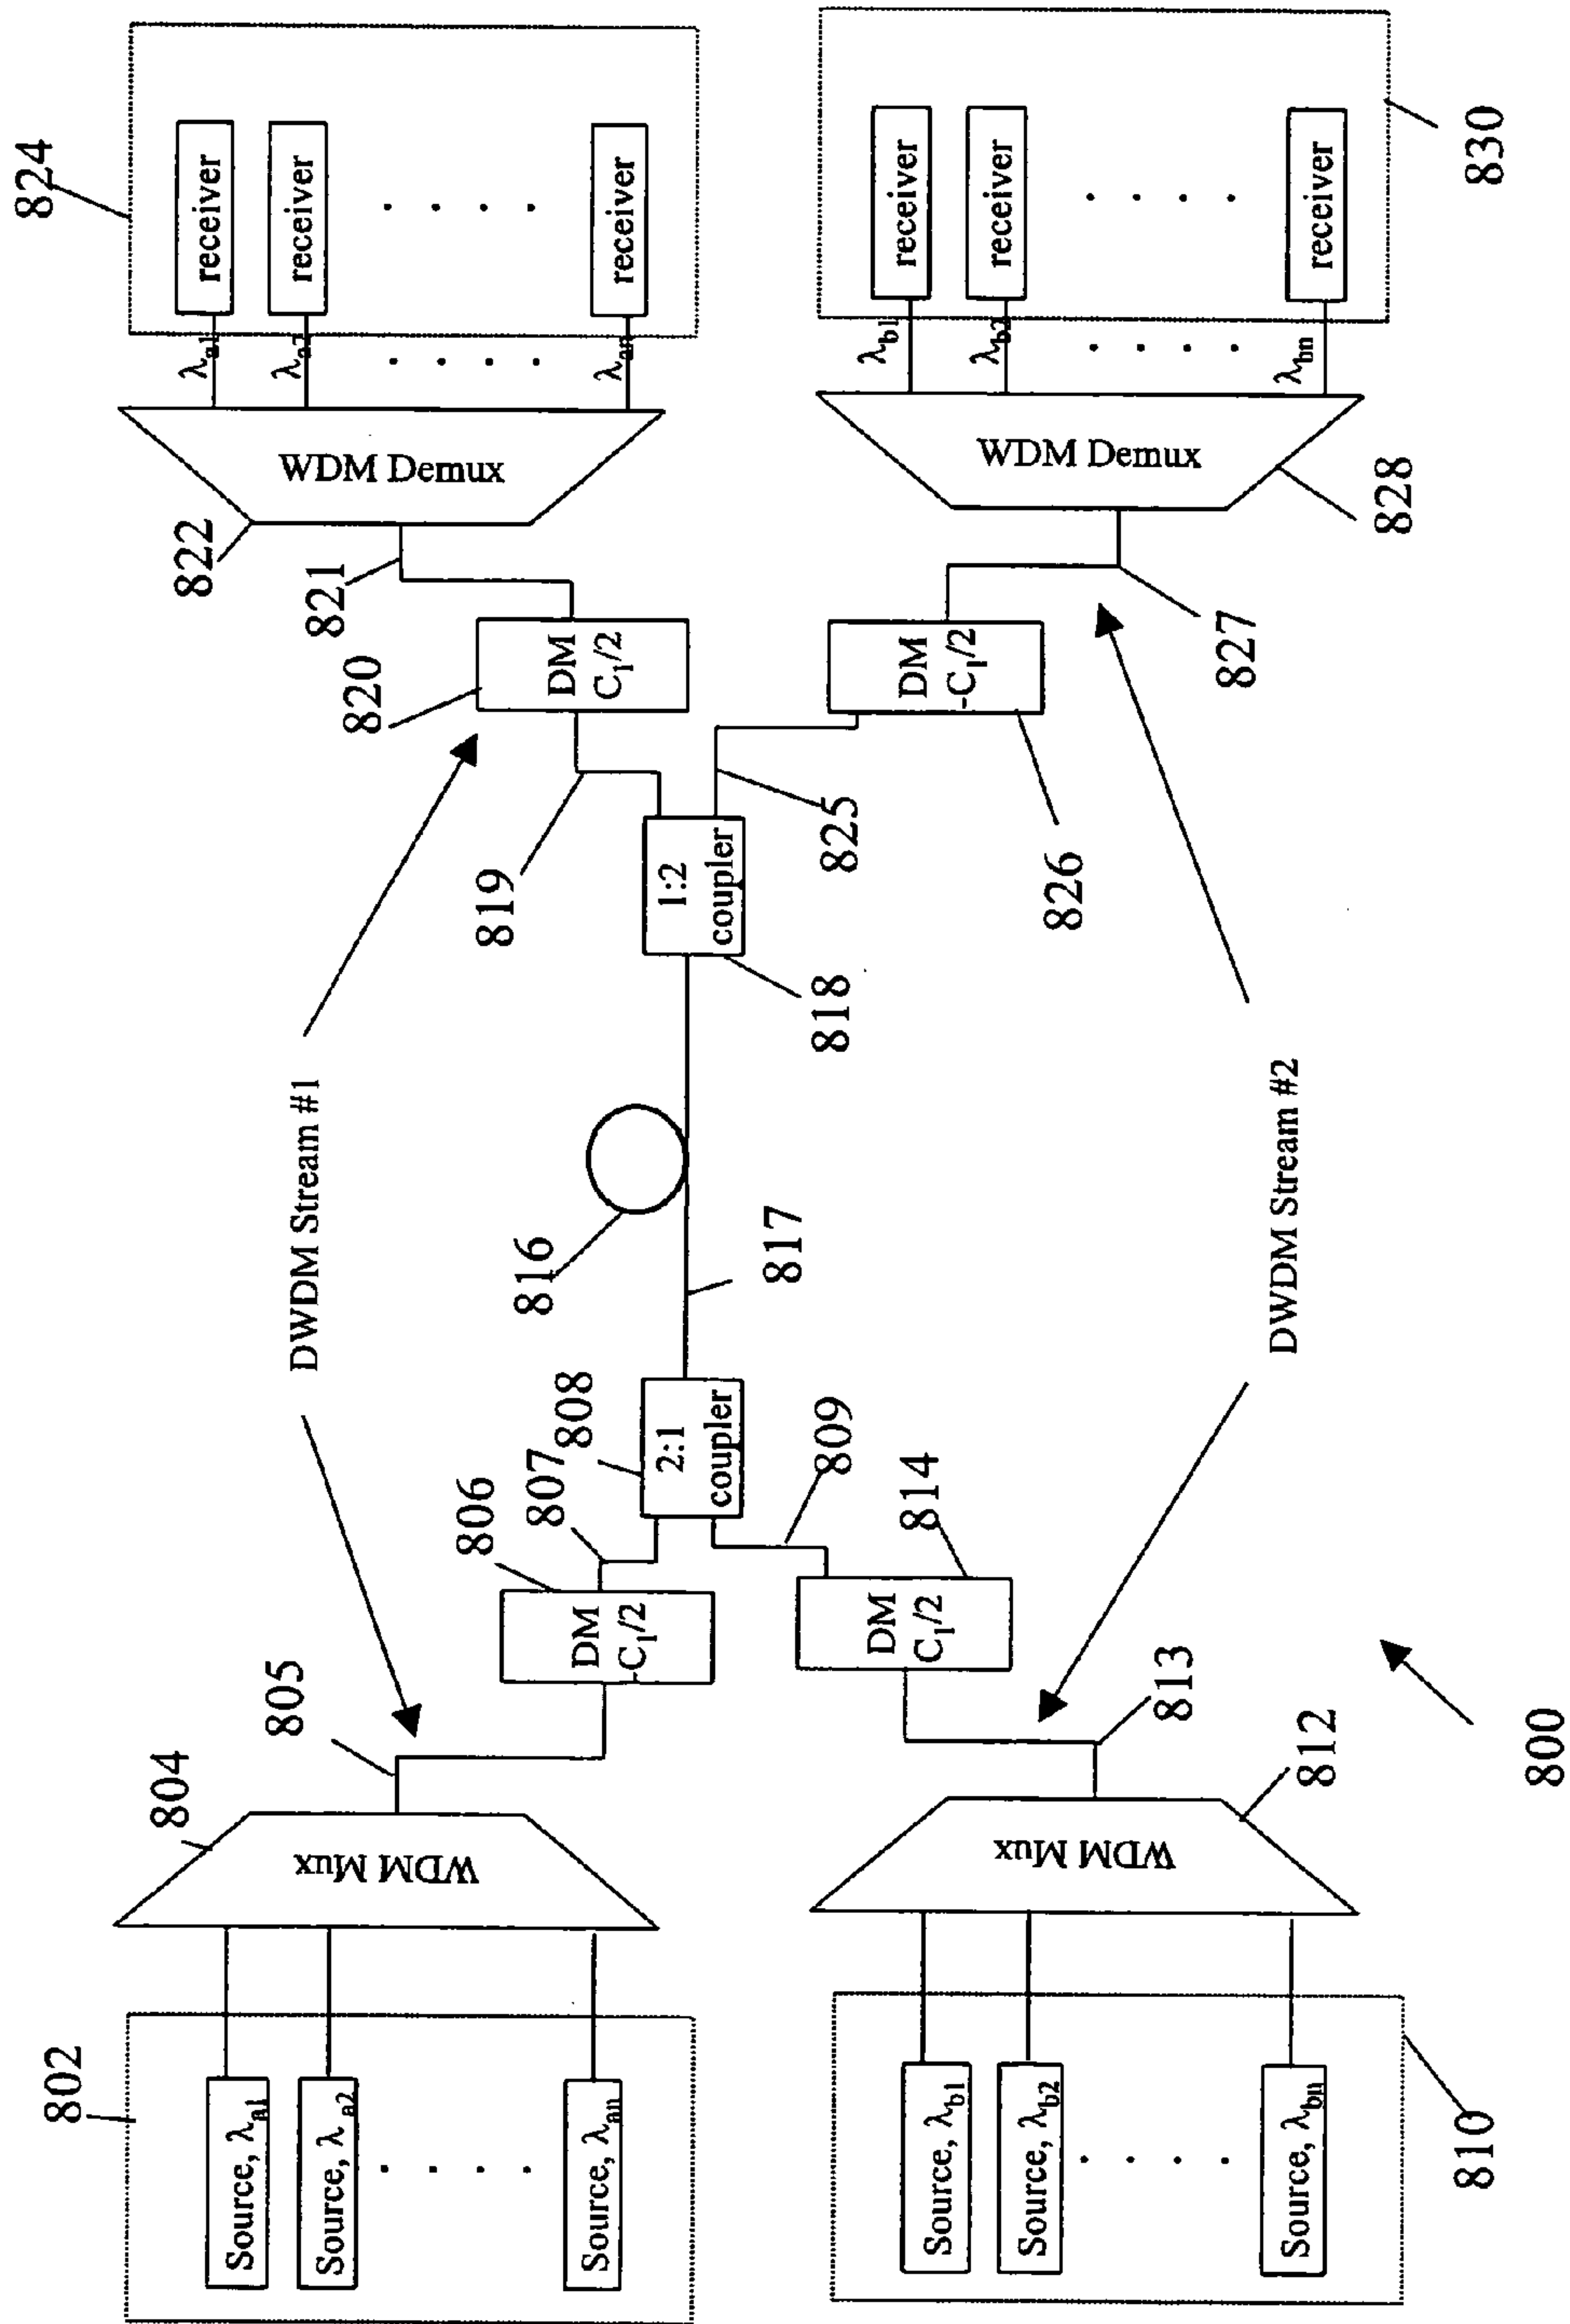 802
804
805
806
807
808
DWDM Stream #1
816
817
818
819
820
821
822
824
Source, λa1
Source, λa2
. . . .
Source, λan
WDM Mux
DM
-C1/2
2:1
coupler
1:2
coupler
DM
C1/2
WDM Demux
λa1
λa2
. . . .
λan
receiver
receiver
. . . .
receiver
809
814
825
826
Source, λb1
Source, λb2
. . . .
Source, λbn
WDM Mux
DM
C1/2
DM
-C1/2
WDM Demux
λb1
λb2
. . . .
λbn
receiver
receiver
. . . .
receiver
810
812
813
DWDM Stream #2
827
828
830
800